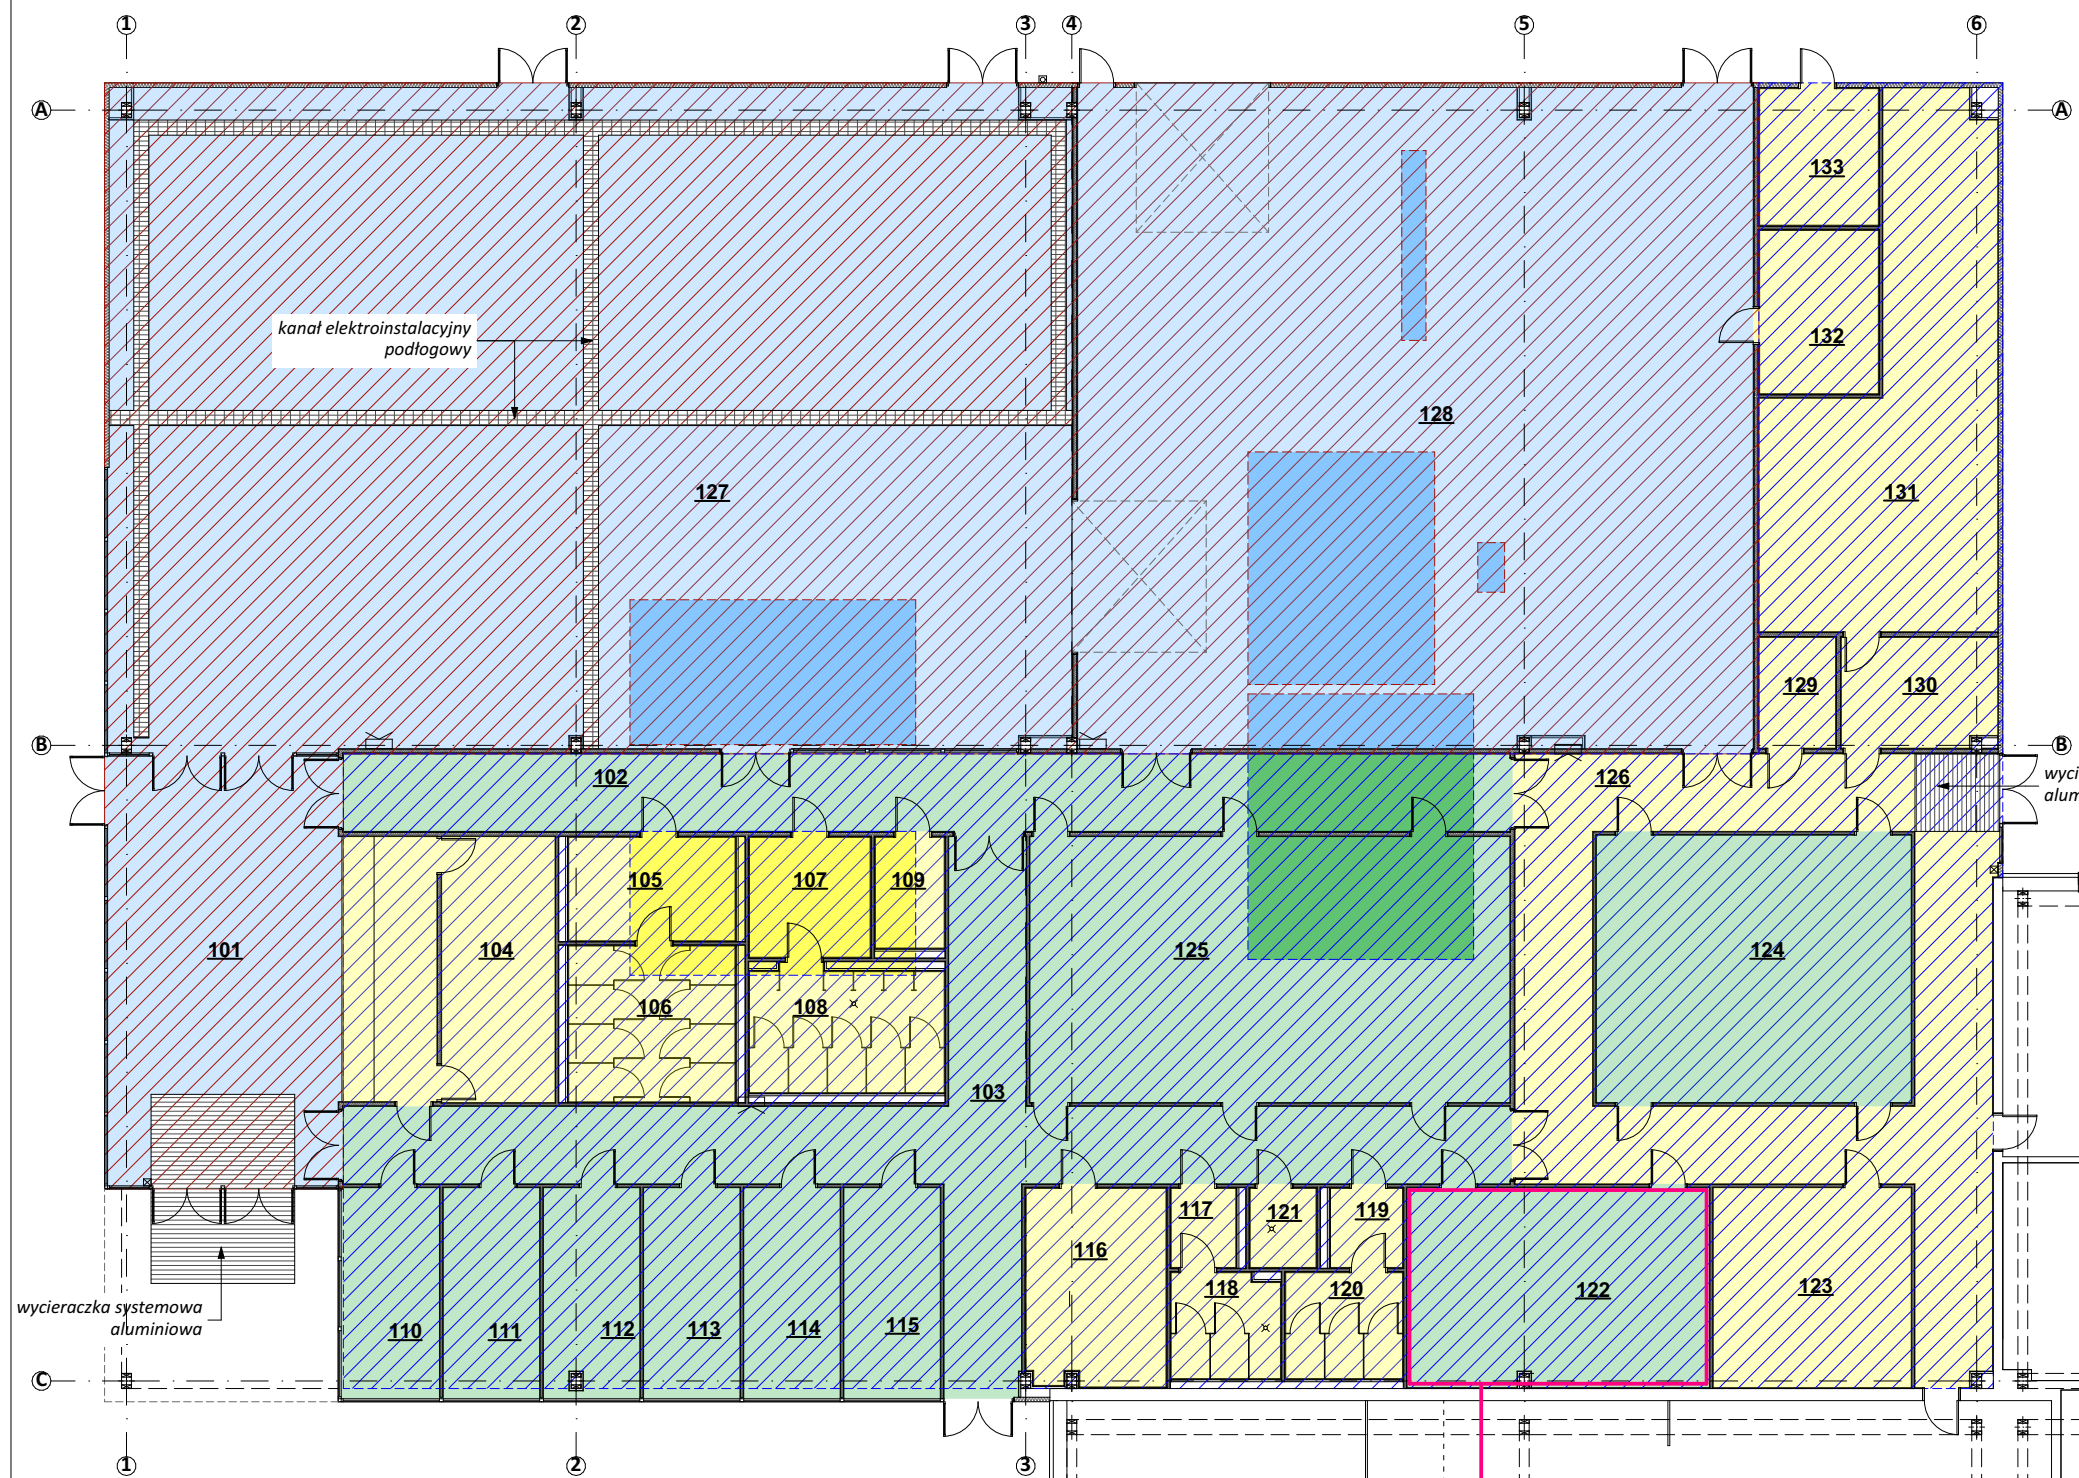 1 2 3 4 5 6
A A
133
kanał elektroinstalacyjny
podłogowy
132
128
127
131
129 130
B B
102 126
wyci
alum
105 107 109
101 104 125 124
106 108
103
117 121 119
116
118 120 122 123
wycieraczka systemowa
aluminiowa
110 111 112 113 114 115
C C
1 2 3